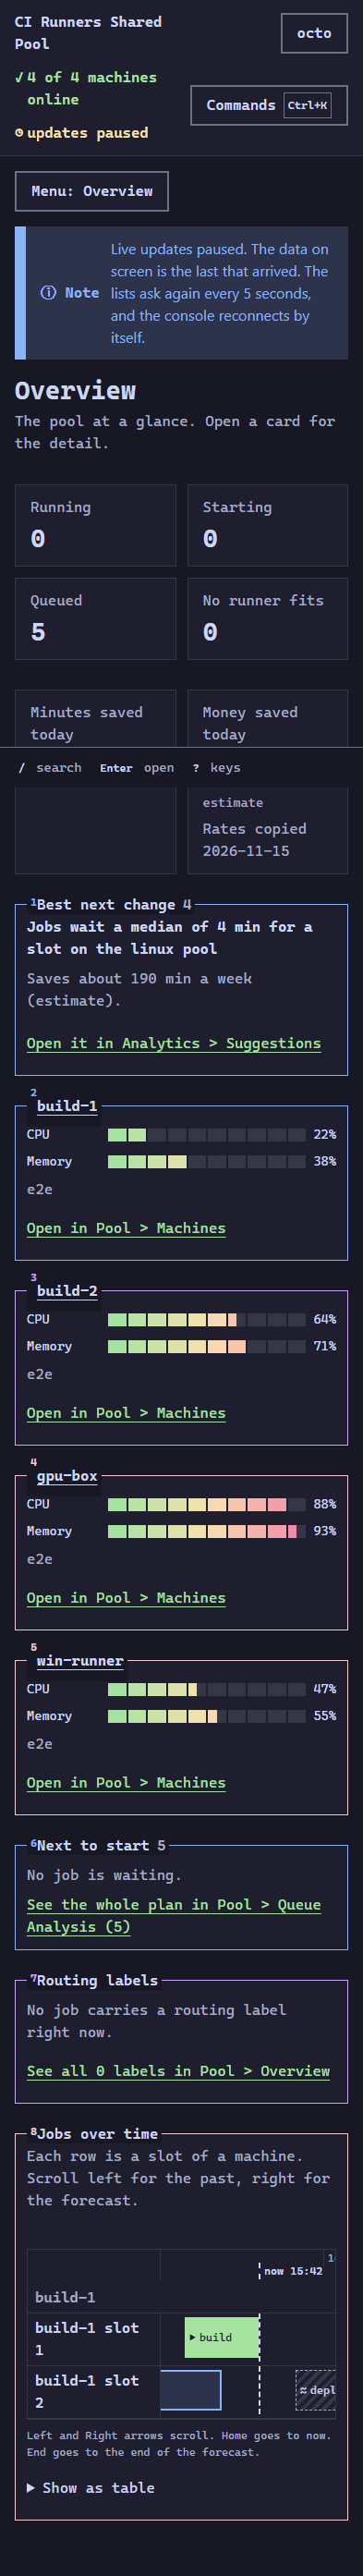 CI Runners Shared
Pool
octo
✓ 4 of 4 machines
online
updates paused
Commands Ctrl+K
Menu: Overview
ⓘ Note
Live updates paused. The data on
screen is the last that arrived. The
lists ask again every 5 seconds,
and the console reconnects by
itself.
Overview
The pool at a glance. Open a card for
the detail.
Running
0
Starting
0
Queued
5
No runner fits
0
Minutes saved
today
Money saved
today
/ search Enter open ? keys
estimate
Rates copied
2026-11-15
1 Best next change 4
Jobs wait a median of 4 min for a
slot on the linux pool
Saves about 190 min a week
(estimate).
Open it in Analytics > Suggestions
2
build-1
CPU 22%
Memory 38%
e2e
Open in Pool > Machines
3
build-2
CPU 64%
Memory 71%
e2e
Open in Pool > Machines
4
gpu-box
CPU 88%
Memory 93%
e2e
Open in Pool > Machines
5
win-runner
CPU 47%
Memory 55%
e2e
Open in Pool > Machines
6 Next to start 5
No job is waiting.
See the whole plan in Pool > Queue
Analysis (5)
7 Routing labels
No job carries a routing label
right now.
See all 0 labels in Pool > Overview
8 Jobs over time
Each row is a slot of a machine.
Scroll left for the past, right for
the forecast.
now 15:42
build-1
build-1 slot
1
▶ build
build-1 slot
2
≈ depl
Left and Right arrows scroll. Home goes to now.
End goes to the end of the forecast.
▶ Show as table